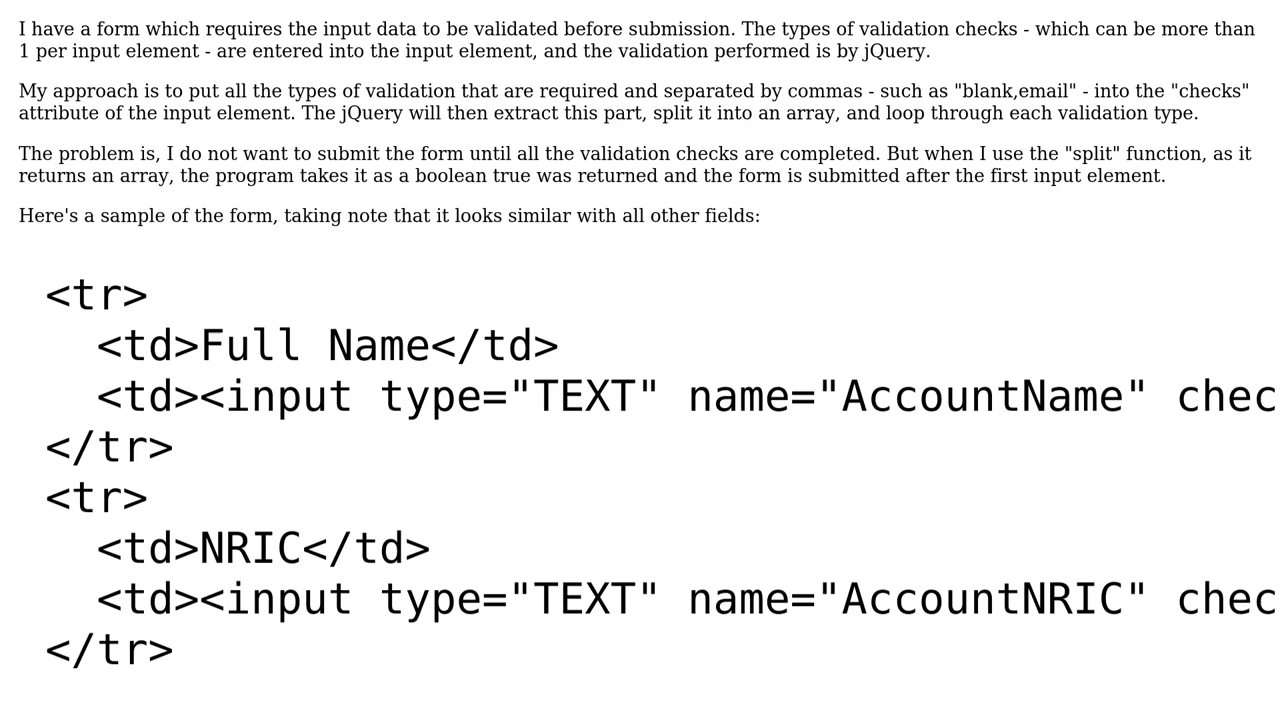 I have a form which requires the input data to be validated before submission. The types of validation checks - which can be more than
1 per input element - are entered into the input element, and the validation performed is by jQuery.
My approach is to put all the types of validation that are required and separated by commas - such as "blank,email" - into the "checks"
attribute of the input element. The jQuery will then extract this part, split it into an array, and loop through each validation type.
The problem is, I do not want to submit the form until all the validation checks are completed. But when I use the "split" function, as it
returns an array, the program takes it as a boolean true was returned and the form is submitted after the first input element.
Here's a sample of the form, taking note that it looks similar with all other fields:
<tr>
  <td>Full Name</td>
  <td><input type="TEXT" name="AccountName" chec
</tr>
<tr>
  <td>NRIC</td>
  <td><input type="TEXT" name="AccountNRIC" chec
</tr>